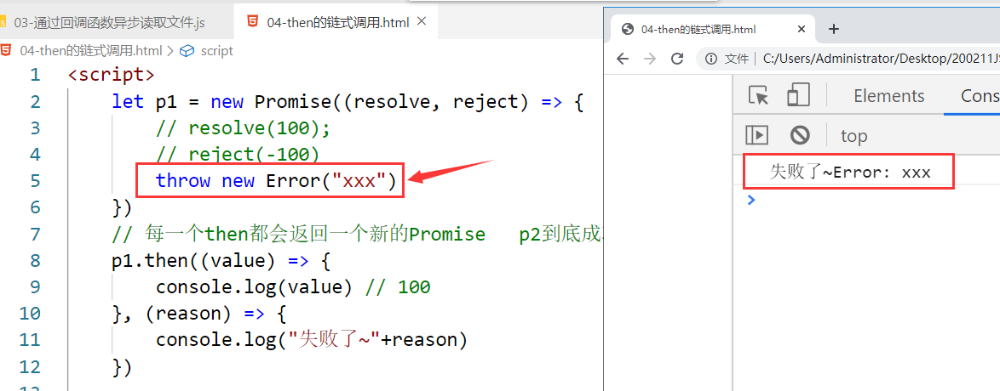 03-通过回调函数异步读取文件.js
04-then的链式调用.html
04-then的链式调用.html > script
1 <script>
2 let p1 = new Promise((resolve, reject) => {
3 // resolve(100);
4 // reject(-100)
5 throw new Error("xxx")
6 })
7 // 每一个then都会返回一个新的Promise p2到底成
8 p1.then((value) => {
9 console.log(value) // 100
10 }, (reason) => {
11 console.log("失败了~"+reason)
12 })
04-then的链式调用.html
文件 | C:/Users/Administrator/Desktop/200211JS
Elements
Cons
top
失败了~Error: xxx